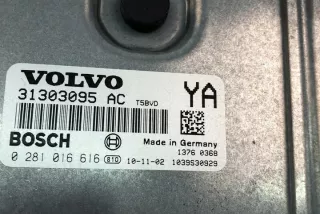 VOLVO
31303095 AC T5BVD YA
BOSCH Made in Germany
1376 0368
0 281 016 616 610 10-11-02 1039S30929